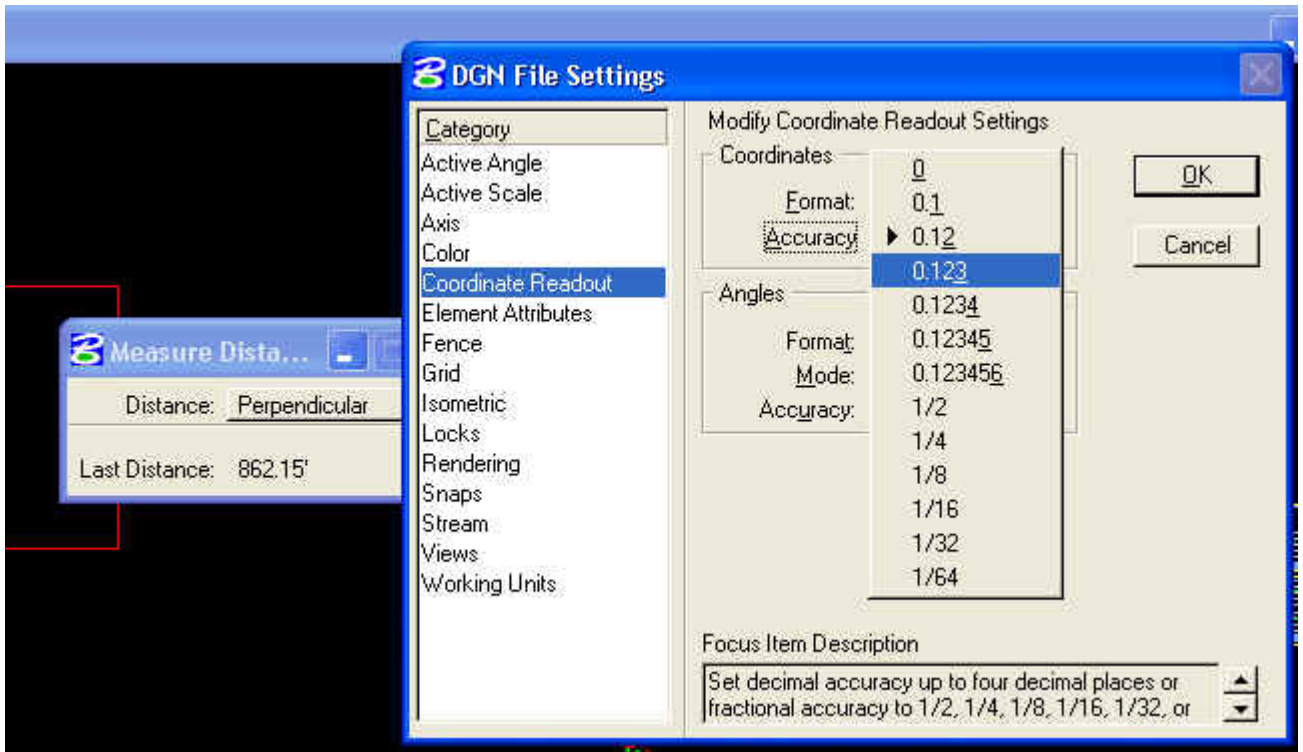 DGN File Settings
Category
Active Angle
Active Scale
Axis
Color
Coordinate Readout
Element Attributes
Fence
Grid
Isometric
Locks
Rendering
Snaps
Stream
Views
Working Units
Modify Coordinate Readout Settings
Coordinates
Format:
Accuracy
0
0.1
0.12
0.123
0.1234
0.12345
0.123456
1/2
1/4
1/8
1/16
1/32
1/64
Angles
Format:
Mode:
Accuracy:
OK
Cancel
Focus Item Description
Set decimal accuracy up to four decimal places or
fractional accuracy to 1/2, 1/4, 1/8, 1/16, 1/32, or
Measure Dista...
Distance: Perpendicular
Last Distance: 862.15'